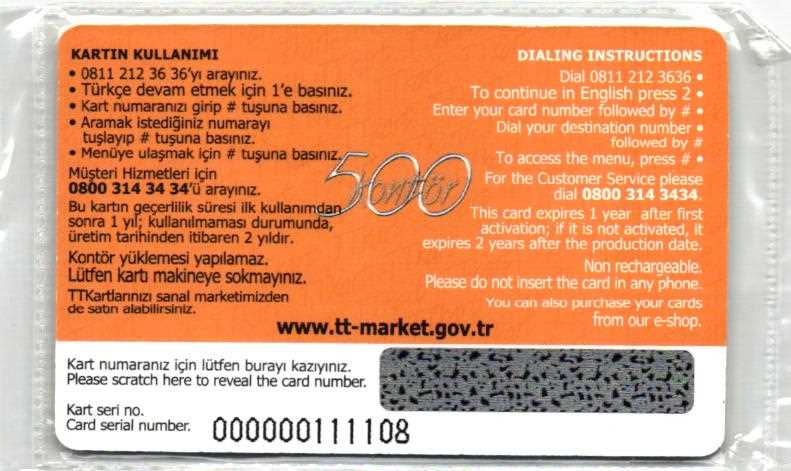 KARTIN KULLANIMI
• 0811 212 36 36'yı arayınız.
• Türkçe devam etmek için 1'e basınız.
• Kart numaranızı girip # tuşuna basınız.
• Aramak istediğiniz numarayı
tuşlayıp # tuşuna basınız.
• Menüye ulaşmak için # tuşuna basınız.
Müşteri Hizmetleri için
0800 314 34 34'ü arayınız.
Bu kartın geçerlilik süresi ilk kullanımdan
sonra 1 yıl; kullanılmaması durumunda,
üretim tarihinden itibaren 2 yıldır.
Kontör yüklemesi yapılamaz.
Lütfen kartı makineye sokmayınız.
TTKartlarınızı sanal marketimizden
de satın alabilirsiniz.
500
kontör
DIALING INSTRUCTIONS
Dial 0811 212 3636 •
To continue in English press 2 •
Enter your card number followed by # •
Dial your destination number •
followed by #
To access the menu, press # •
For the Customer Service please
dial 0800 314 3434.
This card expires 1 year after first
activation; if it is not activated, it
expires 2 years after the production date.
Non rechargeable.
Please do not insert the card in any phone.
You can also purchase your cards
from our e-shop.
www.tt-market.gov.tr
Kart numaranız için lütfen burayı kazıyınız.
Please scratch here to reveal the card number.
Kart seri no.
Card serial number. 000000111108